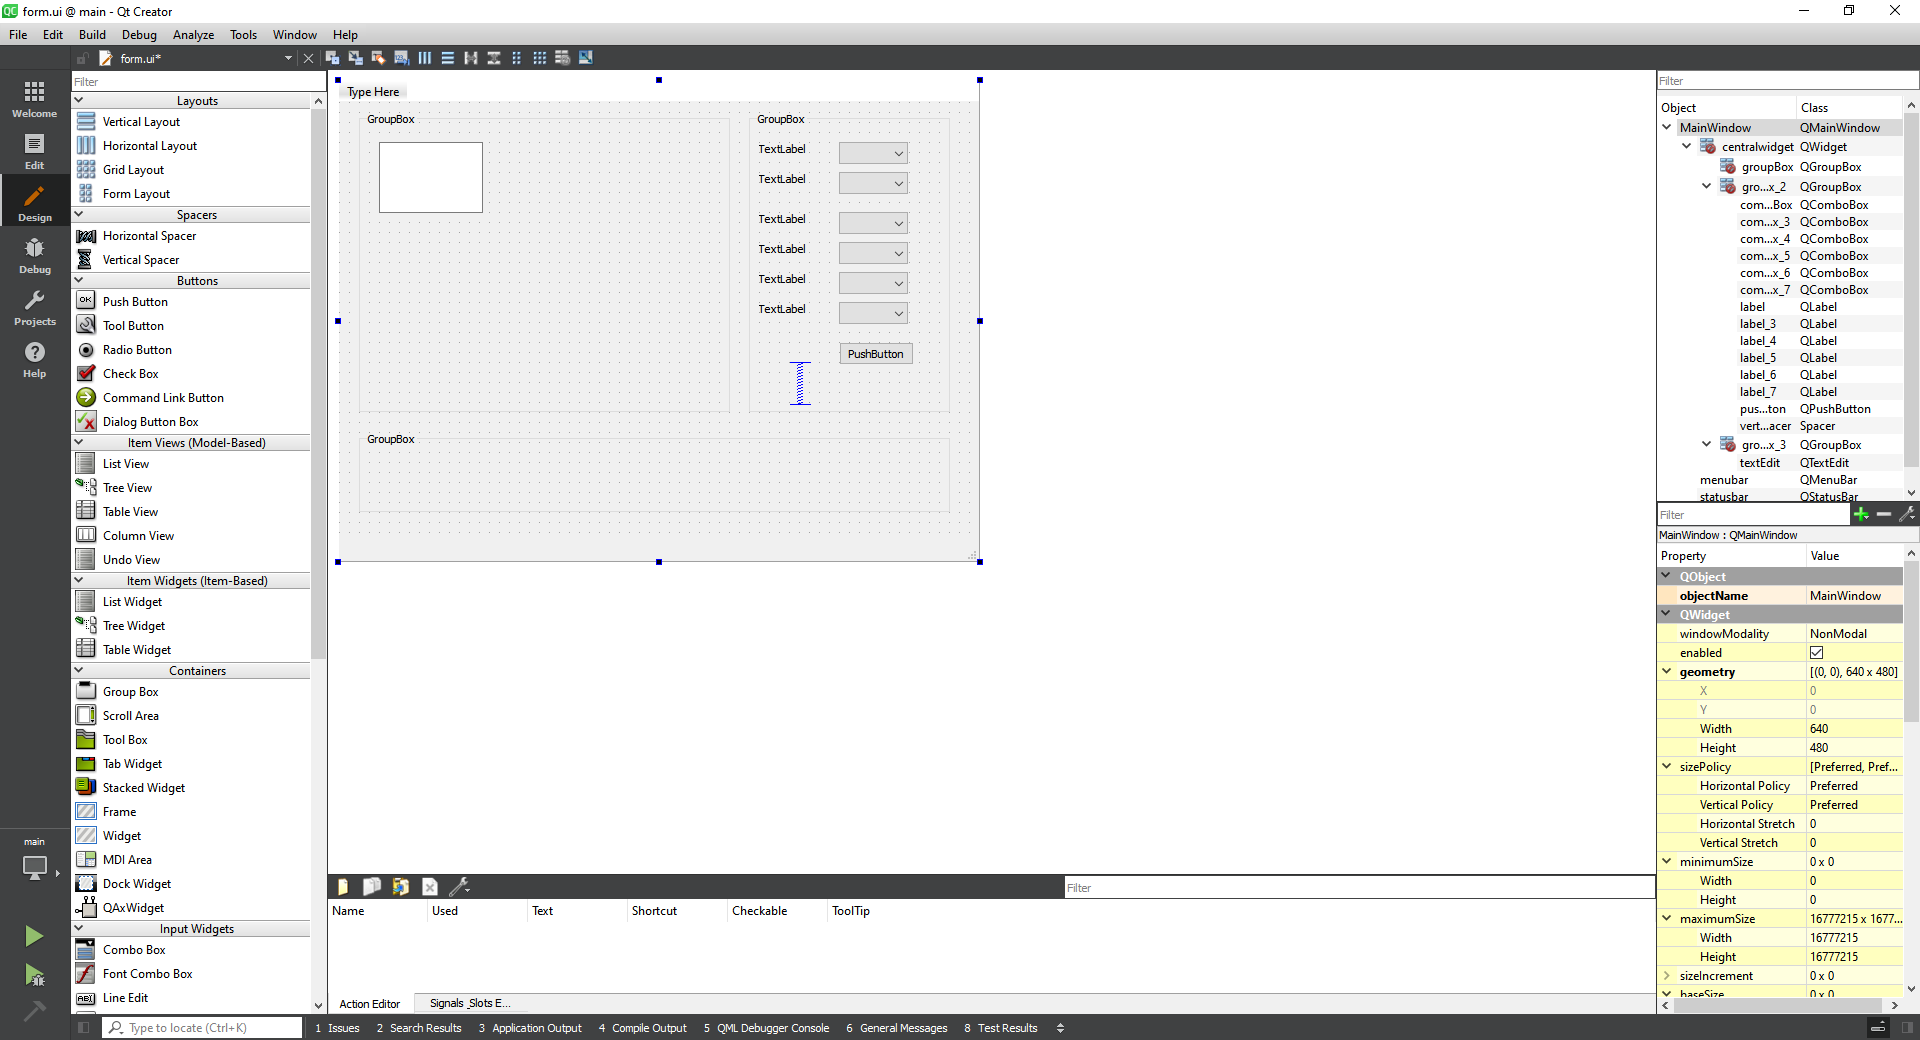 form.ui @ main - Qt Creator
File Edit Build Debug Analyze Tools Window Help
form.ui*
Welcome
Edit
Design
Debug
Projects
Help
main
Filter
Layouts
Vertical Layout
Horizontal Layout
Grid Layout
Form Layout
Spacers
Horizontal Spacer
Vertical Spacer
Buttons
Push Button
Tool Button
Radio Button
Check Box
Command Link Button
Dialog Button Box
Item Views (Model-Based)
List View
Tree View
Table View
Column View
Undo View
Item Widgets (Item-Based)
List Widget
Tree Widget
Table Widget
Containers
Group Box
Scroll Area
Tool Box
Tab Widget
Stacked Widget
Frame
Widget
MDI Area
Dock Widget
QAxWidget
Input Widgets
Combo Box
Font Combo Box
Line Edit
Type Here
GroupBox
GroupBox
TextLabel
TextLabel
TextLabel
TextLabel
TextLabel
TextLabel
PushButton
GroupBox
Filter
Name Used Text Shortcut Checkable ToolTip
Action Editor Signals _Slots E...
Filter
Object Class
MainWindow QMainWindow
centralwidget QWidget
groupBox QGroupBox
gro...x_2 QGroupBox
com...Box QComboBox
com...x_3 QComboBox
com...x_4 QComboBox
com...x_5 QComboBox
com...x_6 QComboBox
com...x_7 QComboBox
label QLabel
label_3 QLabel
label_4 QLabel
label_5 QLabel
label_6 QLabel
label_7 QLabel
pus...ton QPushButton
vert...acer Spacer
gro...x_3 QGroupBox
textEdit QTextEdit
menubar QMenuBar
statusbar QStatusBar
Filter
MainWindow : QMainWindow
Property Value
QObject
objectName MainWindow
QWidget
windowModality NonModal
enabled
geometry [(0, 0), 640 x 480]
X 0
Y 0
Width 640
Height 480
sizePolicy [Preferred, Pref...
Horizontal Policy Preferred
Vertical Policy Preferred
Horizontal Stretch 0
Vertical Stretch 0
minimumSize 0 x 0
Width 0
Height 0
maximumSize 16777215 x 1677...
Width 16777215
Height 16777215
sizeIncrement 0 x 0
baseSize 0 x 0
Type to locate (Ctrl+K) 1 Issues 2 Search Results 3 Application Output 4 Compile Output 5 QML Debugger Console 6 General Messages 8 Test Results